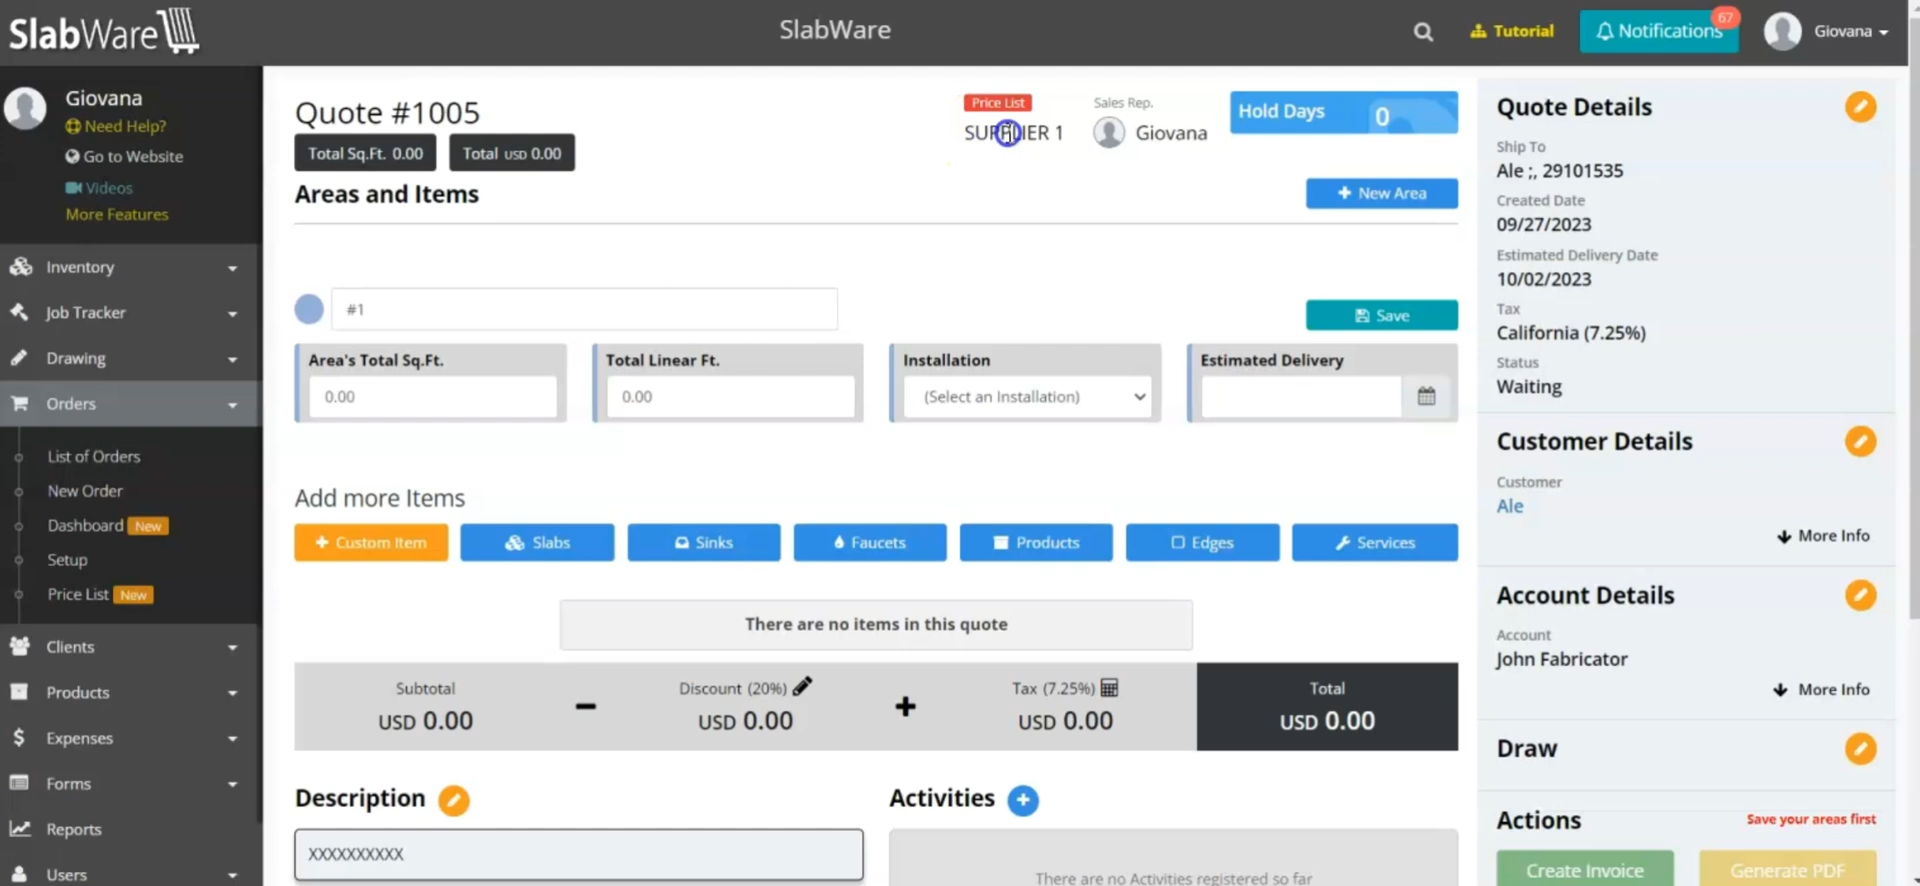 SlabWare
SlabWare
Tutorial
Notifications
67
Giovana
Giovana
Need Help?
Go to Website
Videos
More Features
Inventory
Job Tracker
Drawing
Orders
List of Orders
New Order
Dashboard New
Setup
Price List New
Clients
Products
Expenses
Forms
Reports
Users
Quote #1005
Total Sq.Ft. 0.00
Total USD 0.00
Price List
SUPPLIER 1
Sales Rep.
Giovana
Hold Days
0
Areas and Items
+ New Area
#1
Save
Area's Total Sq.Ft.
0.00
Total Linear Ft.
0.00
Installation
(Select an Installation)
Estimated Delivery
Add more Items
+ Custom Item
Slabs
Sinks
Faucets
Products
Edges
Services
There are no items in this quote
Subtotal
USD 0.00
−
Discount (20%)
USD 0.00
+
Tax (7.25%)
USD 0.00
Total
USD 0.00
Description
XXXXXXXXXX
Activities
There are no Activities registered so far
Quote Details
Ship To
Ale ;, 29101535
Created Date
09/27/2023
Estimated Delivery Date
10/02/2023
Tax
California (7.25%)
Status
Waiting
Customer Details
Customer
Ale
More Info
Account Details
Account
John Fabricator
More Info
Draw
Actions
Save your areas first
Create Invoice
Generate PDF